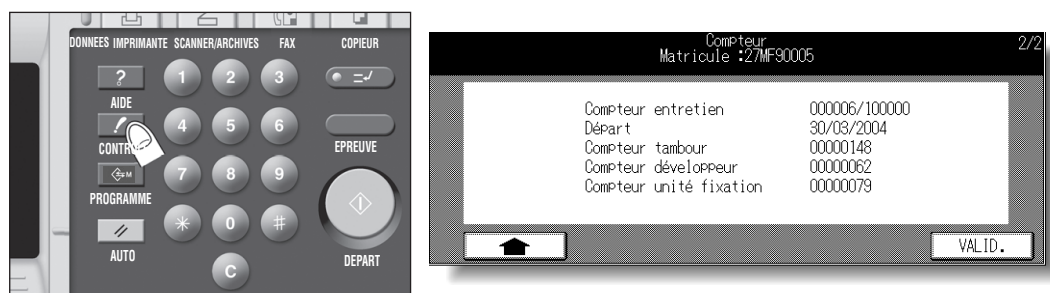 DONNEES IMPRIMANTE SCANNER/ARCHIVES FAX COPIEUR
? 1 2 3
AIDE
4 5 6
CONTR
EPREUVE
M 7 8 9
PROGRAMME
* 0 #
AUTO
DEPART
C
Compteur 2/2
Matricule :27MF90005
Compteur entretien 000006/100000
Départ 30/03/2004
Compteur tambour 00000148
Compteur développeur 00000062
Compteur unité fixation 00000079
VALID.